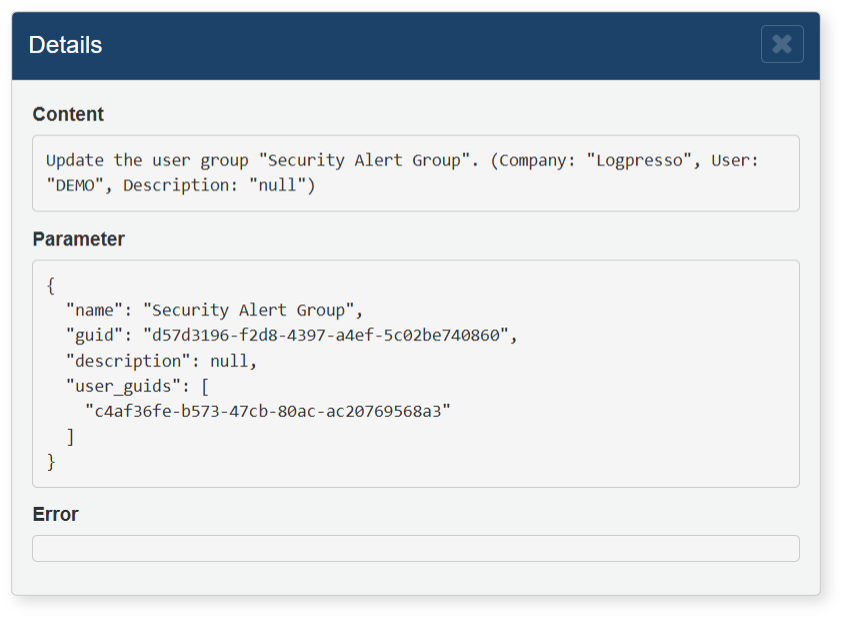 Details
Content
Update the user group "Security Alert Group". (Company: "Logpresso", User:
"DEMO", Description: "null")
Parameter
{
  "name": "Security Alert Group",
  "guid": "d57d3196-f2d8-4397-a4ef-5c02be740860",
  "description": null,
  "user_guids": [
    "c4af36fe-b573-47cb-80ac-ac20769568a3"
  ]
}
Error